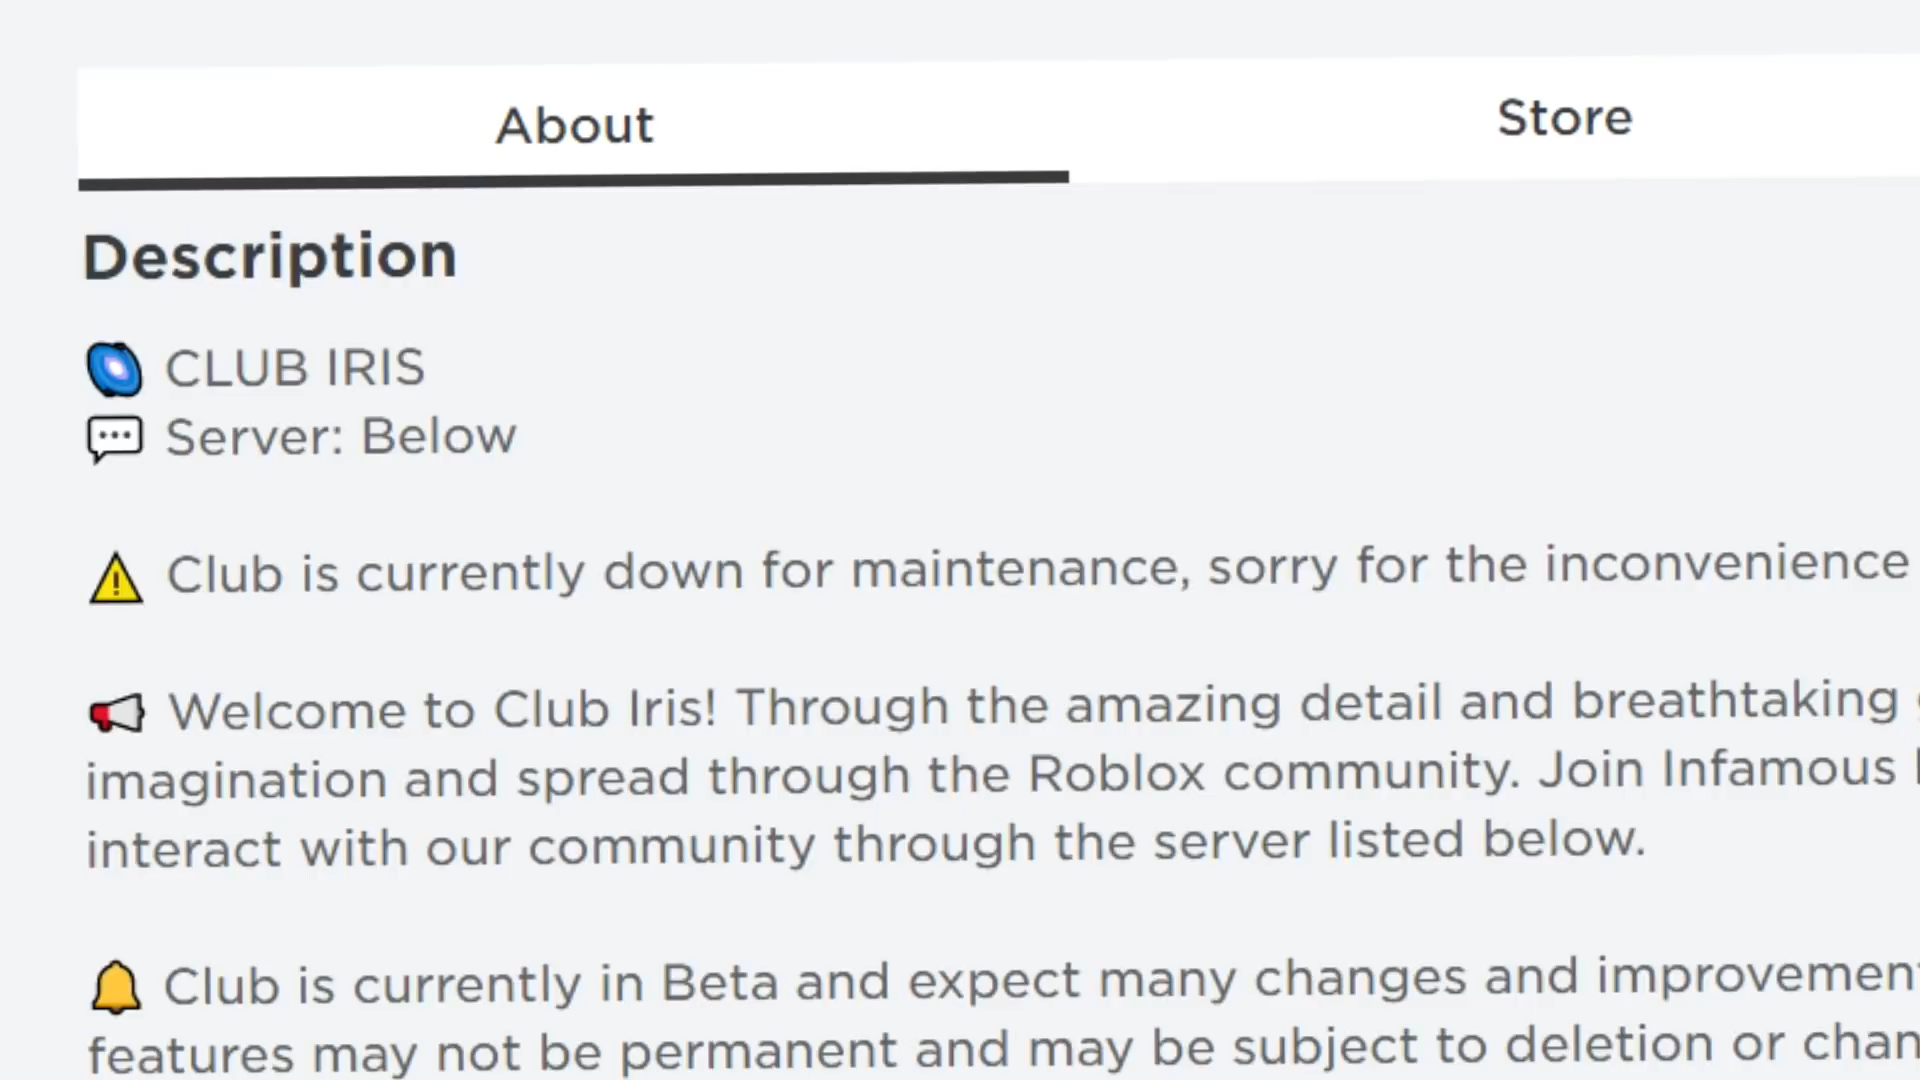 About
Store
Description
CLUB IRIS
Server: Below
Club is currently down for maintenance, sorry for the inconvenience
Welcome to Club Iris! Through the amazing detail and breathtaking
imagination and spread through the Roblox community. Join Infamous
interact with our community through the server listed below.
Club is currently in Beta and expect many changes and
features may not be permanent and may be subject to deletion or